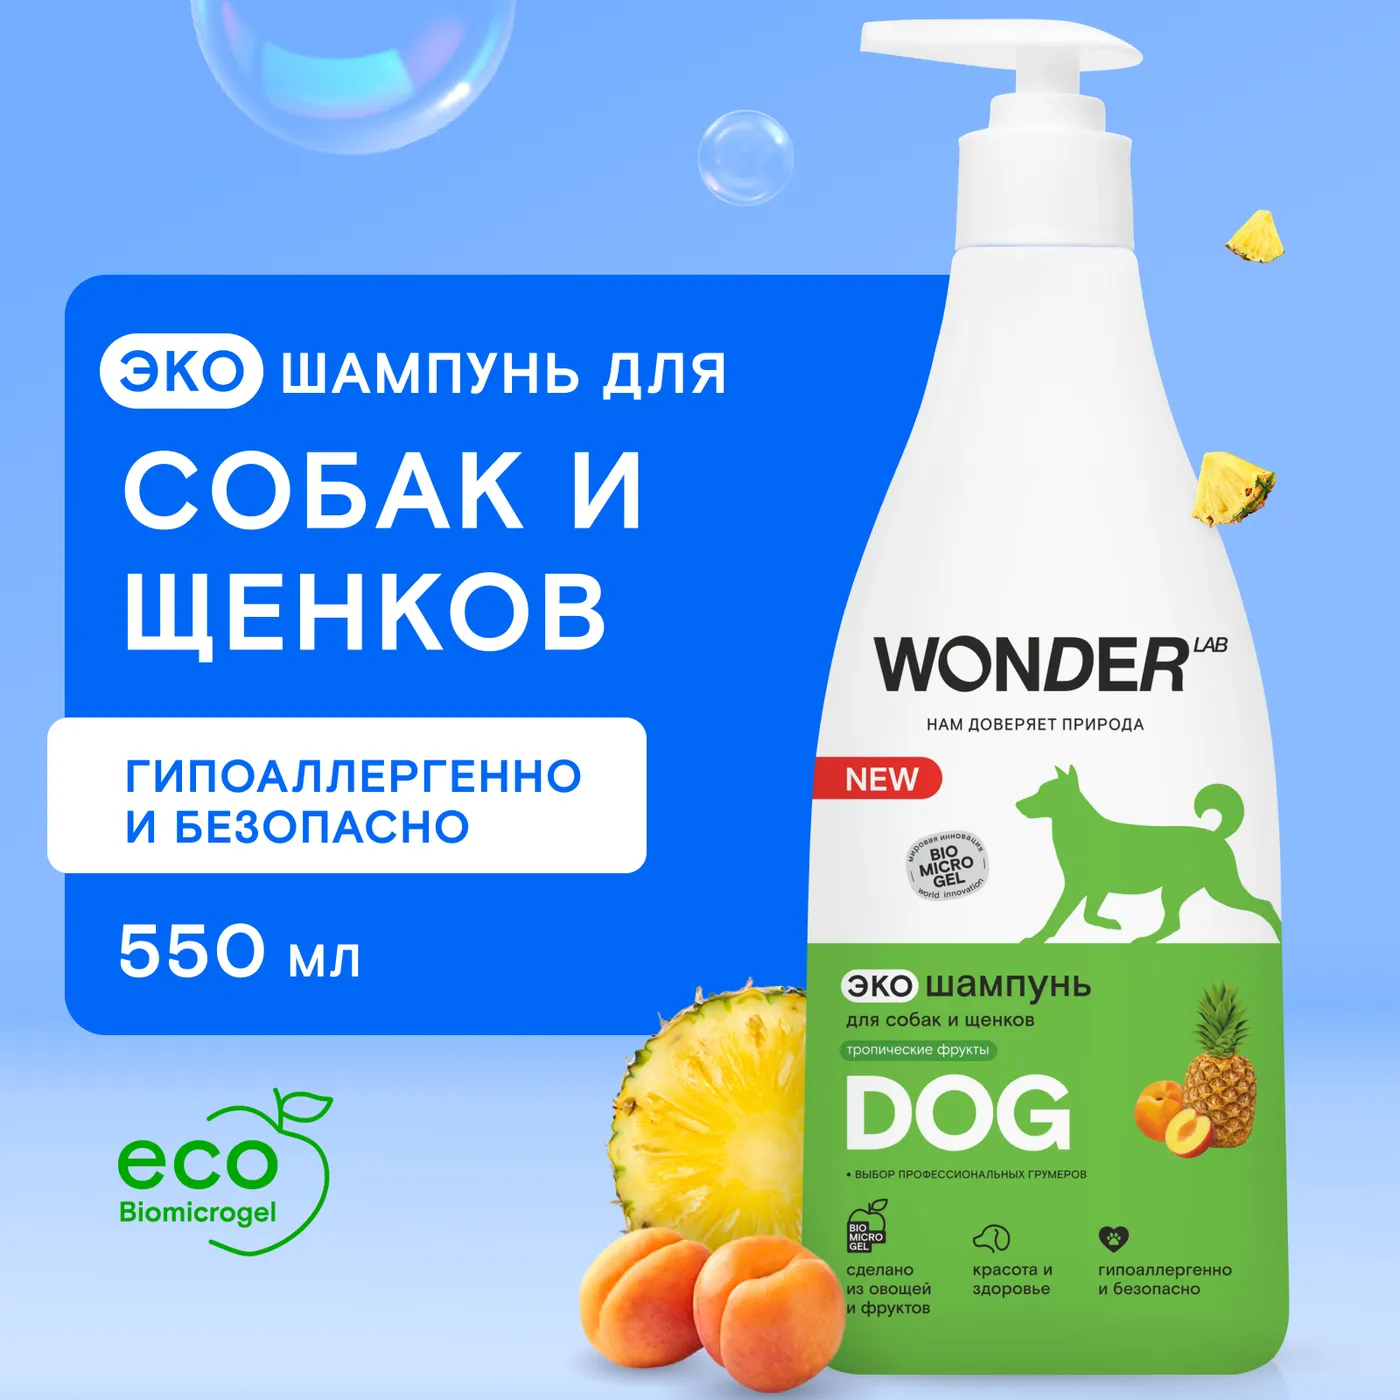 ЭКО ШАМПУНЬ ДЛЯ
СОБАК И
ЩЕНКОВ
ГИПОАЛЛЕРГЕННО
И БЕЗОПАСНО
550 МЛ
eco
Biomicrogel
WONDER LAB
НАМ ДОВЕРЯЕТ ПРИРОДА
NEW
мировая инновация
BIO
MICRO
GEL
world innovation
ЭКО шампунь
для собак и щенков
тропические фрукты
DOG
• ВЫБОР ПРОФЕССИОНАЛЬНЫХ ГРУМЕРОВ
BIO
MICRO
GEL
сделано
из овощей
и фруктов
красота и
здоровье
гипоаллергенно
и безопасно